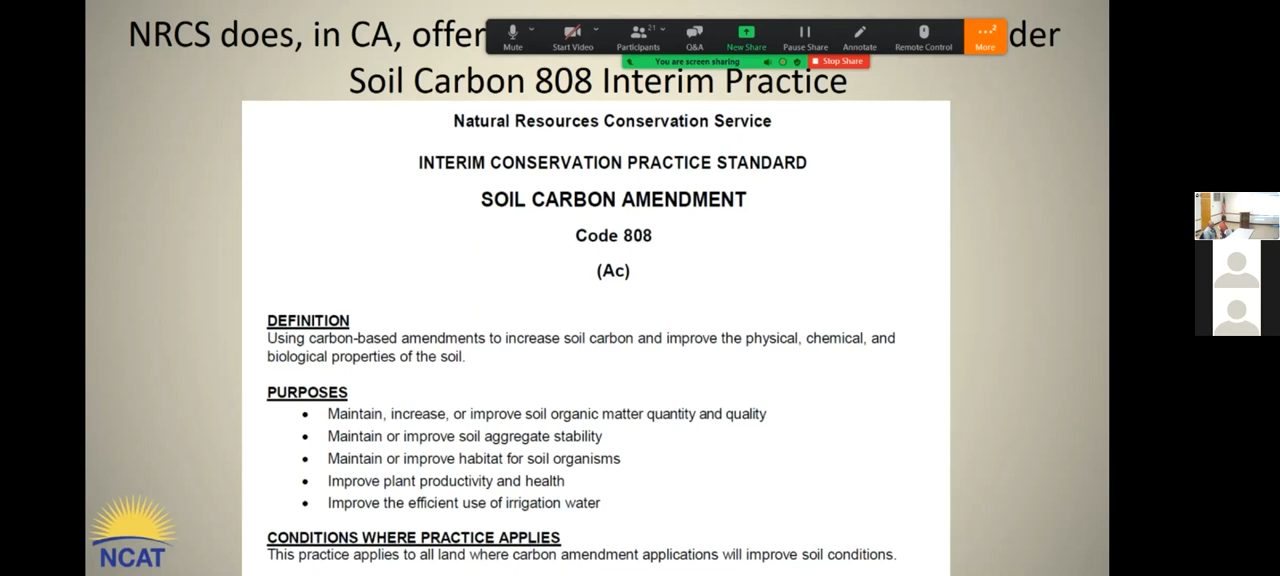 NRCS does, in CA, offer der
Mute
Start Video
21
Participants
Q&A
New Share
Pause Share
Annotate
Remote Control
More
You are screen sharing
Stop Share
Soil Carbon 808 Interim Practice
Natural Resources Conservation Service
INTERIM CONSERVATION PRACTICE STANDARD
SOIL CARBON AMENDMENT
Code 808
(Ac)
DEFINITION
Using carbon-based amendments to increase soil carbon and improve the physical, chemical, and
biological properties of the soil.
PURPOSES
• Maintain, increase, or improve soil organic matter quantity and quality
• Maintain or improve soil aggregate stability
• Maintain or improve habitat for soil organisms
• Improve plant productivity and health
• Improve the efficient use of irrigation water
CONDITIONS WHERE PRACTICE APPLIES
This practice applies to all land where carbon amendment applications will improve soil conditions.
NCAT